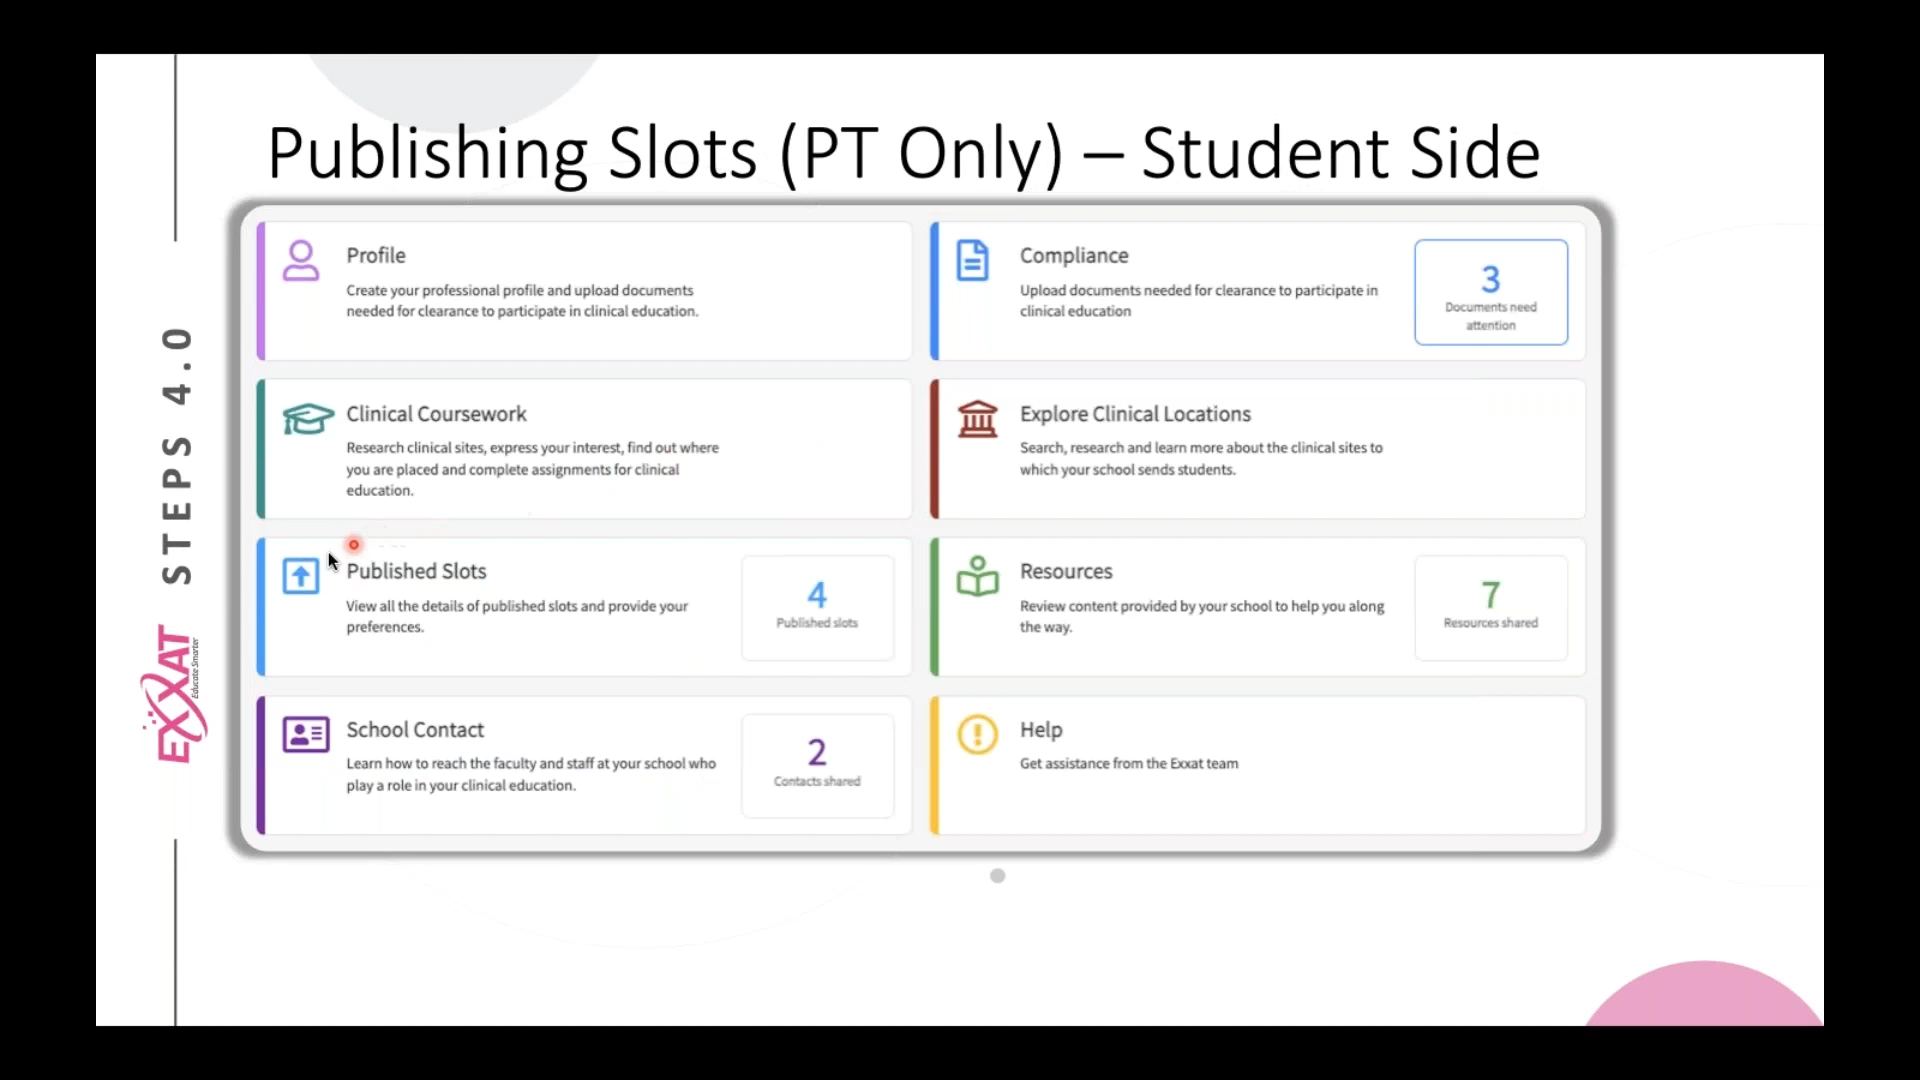 Publishing Slots (PT Only) – Student Side
STEPS 4.0
EXXAT
Educate Smarter
Profile
Create your professional profile and upload documents
needed for clearance to participate in clinical education.
Compliance
Upload documents needed for clearance to participate in
clinical education
3
Documents need
attention
Clinical Coursework
Research clinical sites, express your interest, find out where
you are placed and complete assignments for clinical
education.
Explore Clinical Locations
Search, research and learn more about the clinical sites to
which your school sends students.
Published Slots
View all the details of published slots and provide your
preferences.
4
Published slots
Resources
Review content provided by your school to help you along
the way.
7
Resources shared
School Contact
Learn how to reach the faculty and staff at your school who
play a role in your clinical education.
2
Contacts shared
Help
Get assistance from the Exxat team